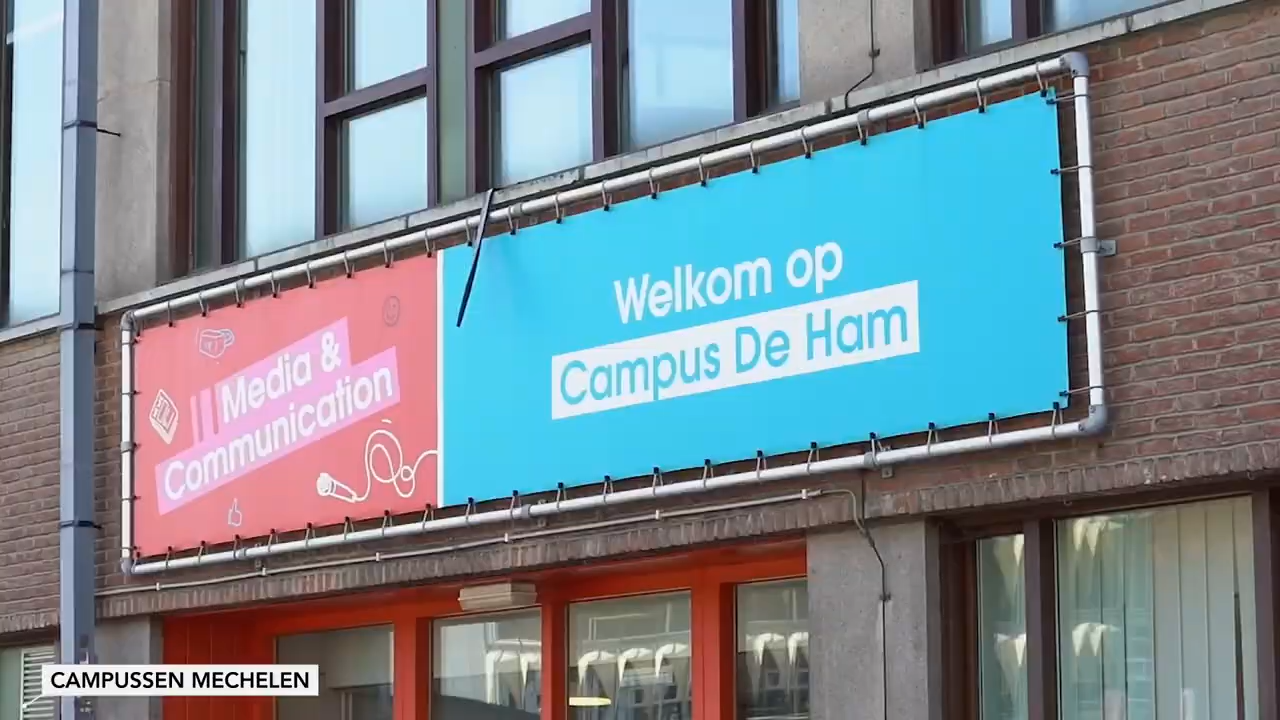 Media &
Communication
Welkom op
Campus De Ham
CAMPUSSEN MECHELEN